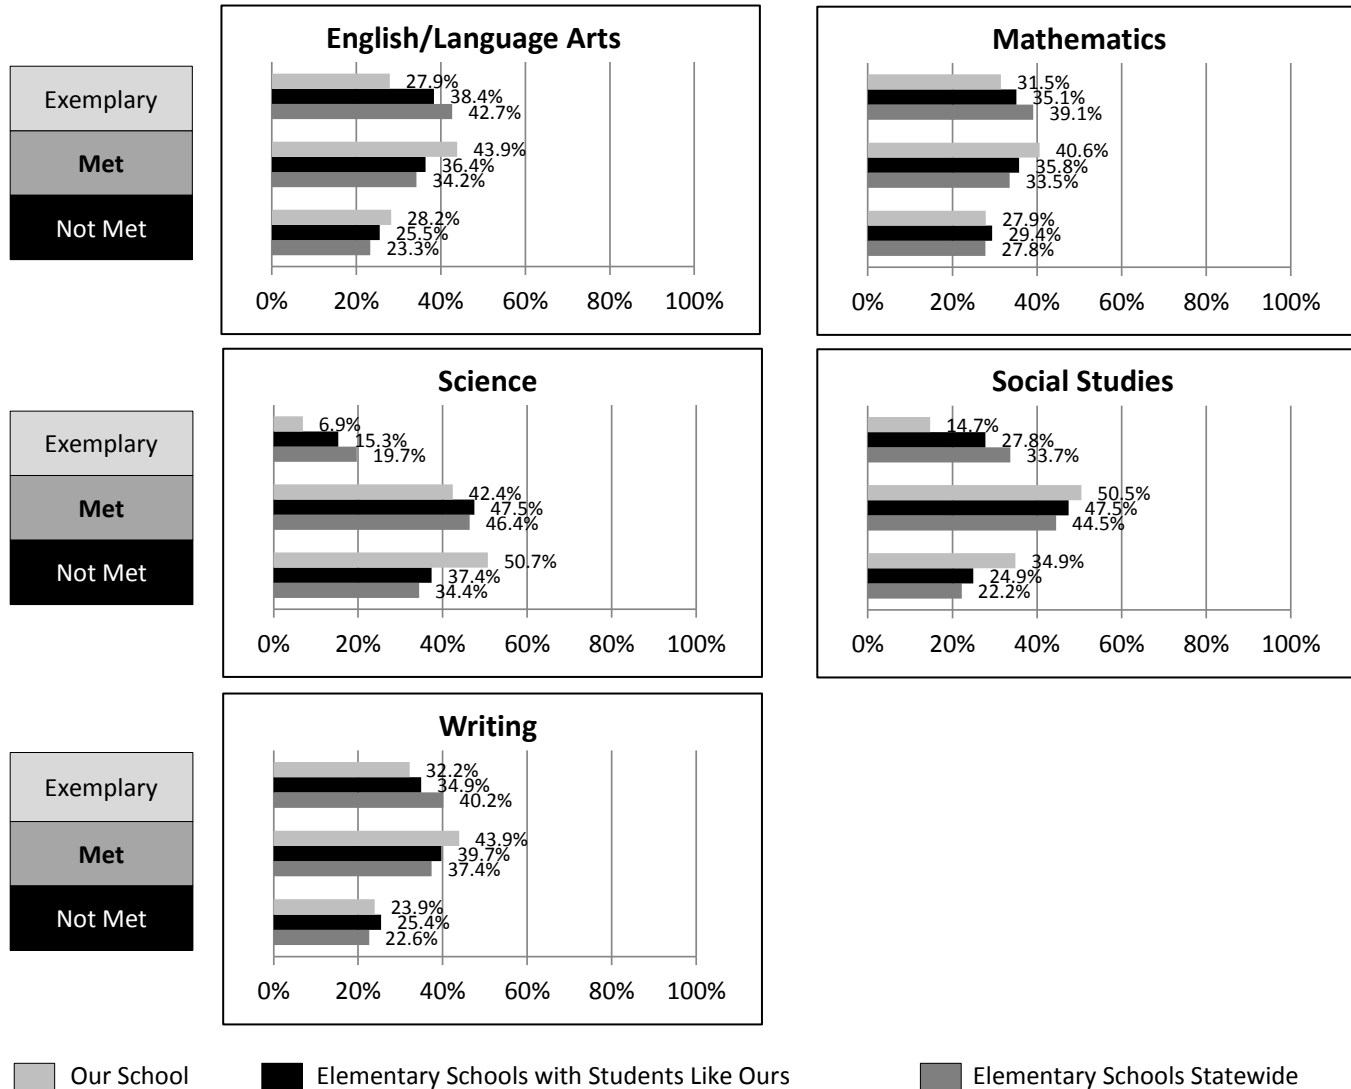 English/Language Arts
Exemplary
Met
Not Met
27.9%
38.4%
42.7%
43.9%
36.4%
34.2%
28.2%
25.5%
23.3%
0% 20% 40% 60% 80% 100%
Mathematics
31.5%
35.1%
39.1%
40.6%
35.8%
33.5%
27.9%
29.4%
27.8%
0% 20% 40% 60% 80% 100%
Science
Exemplary
Met
Not Met
6.9%
15.3%
19.7%
42.4%
47.5%
46.4%
50.7%
37.4%
34.4%
0% 20% 40% 60% 80% 100%
Social Studies
14.7%
27.8%
33.7%
50.5%
47.5%
44.5%
34.9%
24.9%
22.2%
0% 20% 40% 60% 80% 100%
Writing
Exemplary
Met
Not Met
32.2%
34.9%
40.2%
43.9%
39.7%
37.4%
23.9%
25.4%
22.6%
0% 20% 40% 60% 80% 100%
Our School Elementary Schools with Students Like Ours Elementary Schools Statewide